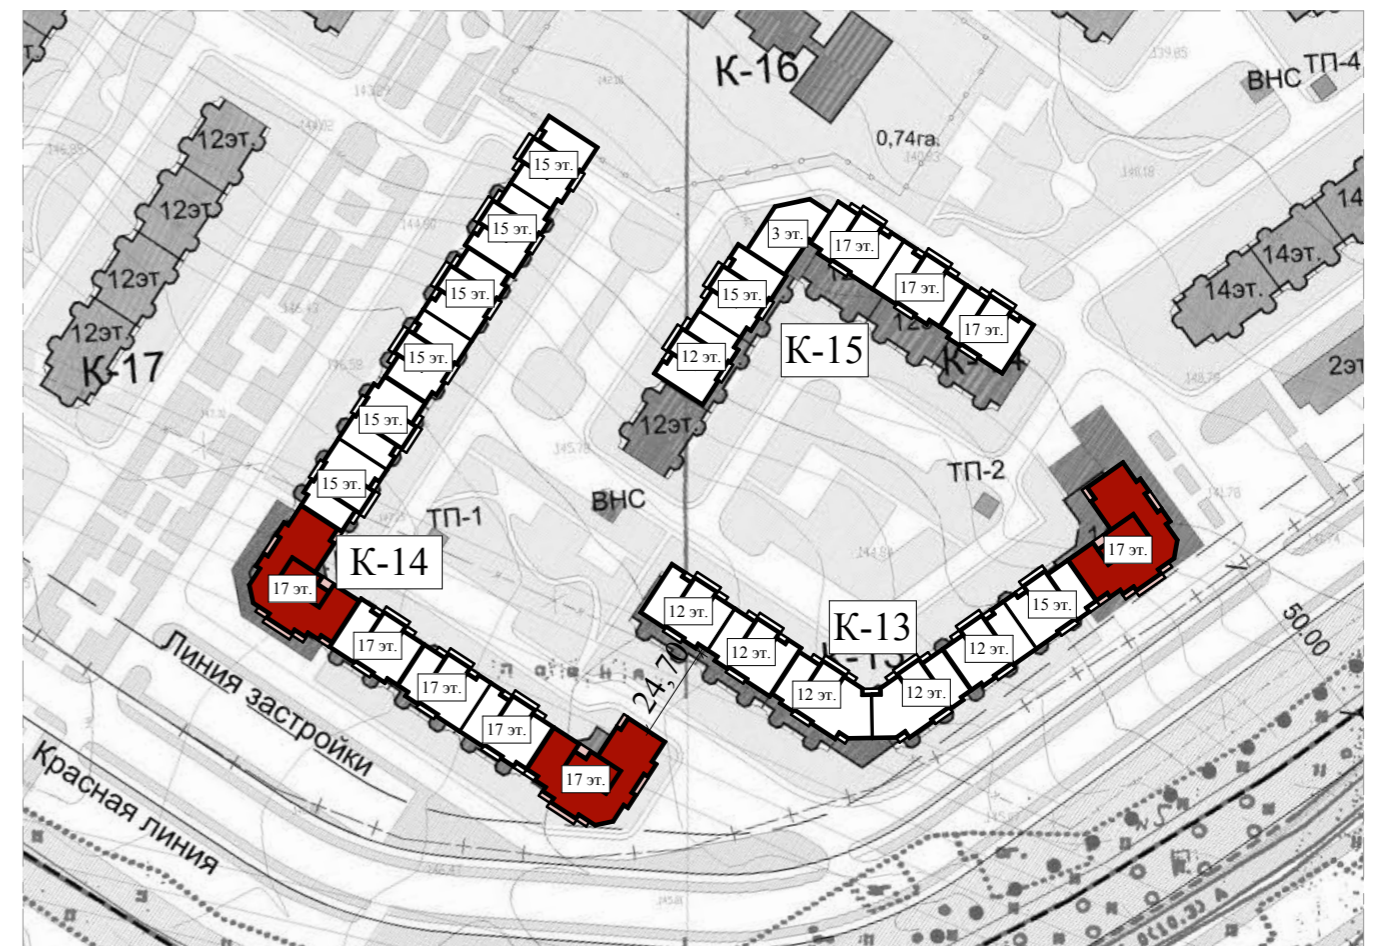 К-16
ВНС
ТП-4
0,74га.
12эт.
12эт.
12эт.
12эт.
К-17
15 эт.
15 эт.
15 эт.
15 эт.
15 эт.
15 эт.
3 эт.
17 эт.
17 эт.
17 эт.
15 эт.
12 эт.
12эт.
К-15
14
14эт.
14эт.
2эт
ВНС
ТП-1
ТП-2
К-14
17 эт.
17 эт.
17 эт.
17 эт.
17 эт.
24,70
12 эт.
12 эт.
12 эт.
К-13
12 эт.
12 эт.
15 эт.
17 эт.
50.00
Линия застройки
Красная линия